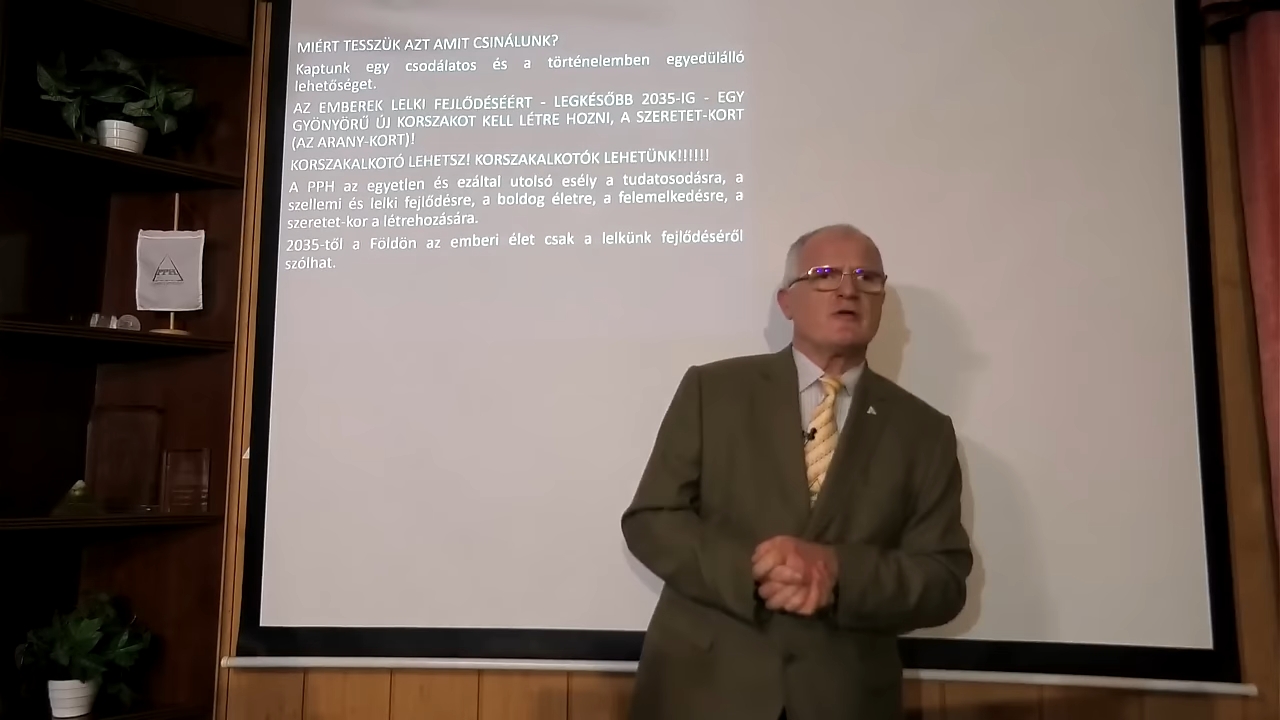 MIÉRT TESSZÜK AZT AMIT CSINÁLUNK?
Kaptunk egy csodálatos és a történelemben egyedülálló
lehetőséget.
AZ EMBEREK LELKI FEJLŐDÉSÉÉRT - LEGKÉSŐBB 2035-IG - EGY
GYÖNYÖRŰ ÚJ KORSZAKOT KELL LÉTRE HOZNI, A SZERETET-KORT
(AZ ARANY-KORT)!
KORSZAKALKOTÓ LEHETSZ! KORSZAKALKOTÓK LEHETÜNK!!!!!!
A PPH az egyetlen és ezáltal utolsó esély a tudatosodásra, a
szellemi és lelki fejlődésre, a boldog életre, a felemelkedésre, a
szeretet-kor a létrehozására.
2035-től a Földön az emberi élet csak a lelkünk fejlődéséről
szólhat.
PPH